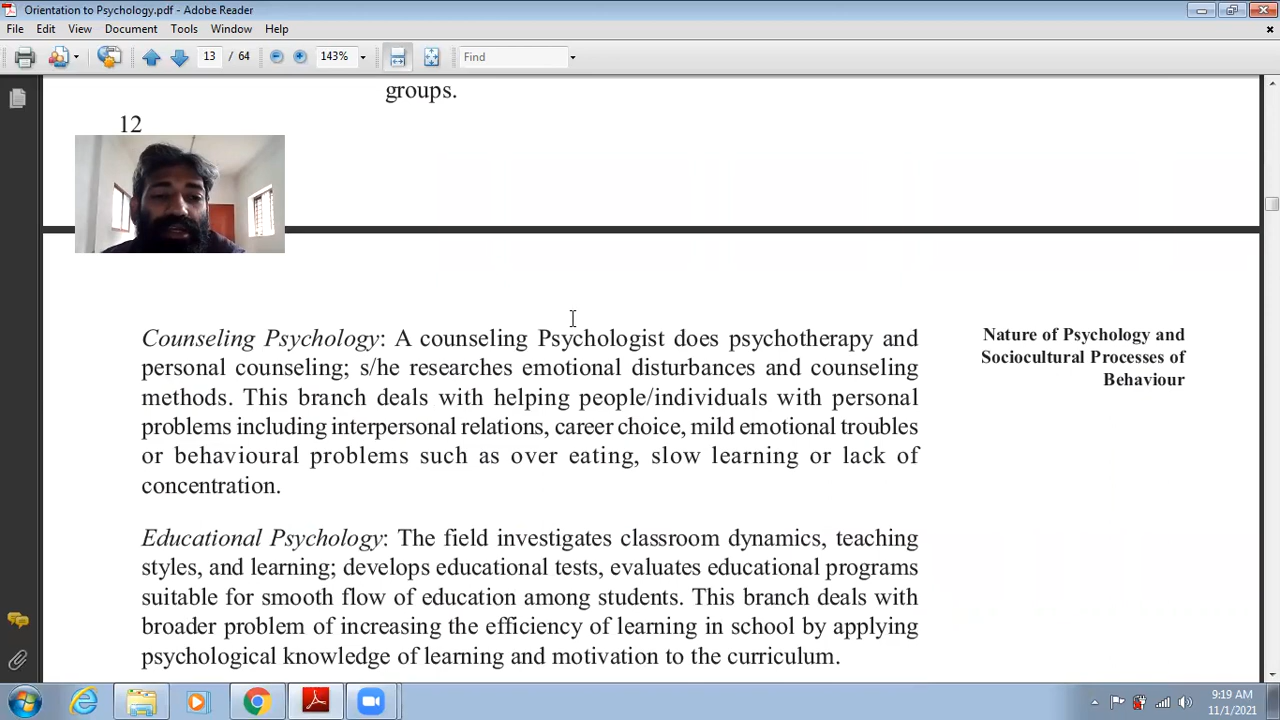 Orientation to Psychology.pdf - Adobe Reader
File Edit View Document Tools Window Help
13 / 64 143% Find
groups.
12
Counseling Psychology: A counseling Psychologist does psychotherapy and
personal counseling; s/he researches emotional disturbances and counseling
methods. This branch deals with helping people/individuals with personal
problems including interpersonal relations, career choice, mild emotional troubles
or behavioural problems such as over eating, slow learning or lack of
concentration.
Nature of Psychology and
Sociocultural Processes of
Behaviour
Educational Psychology: The field investigates classroom dynamics, teaching
styles, and learning; develops educational tests, evaluates educational programs
suitable for smooth flow of education among students. This branch deals with
broader problem of increasing the efficiency of learning in school by applying
psychological knowledge of learning and motivation to the curriculum.
9:19 AM
11/1/2021